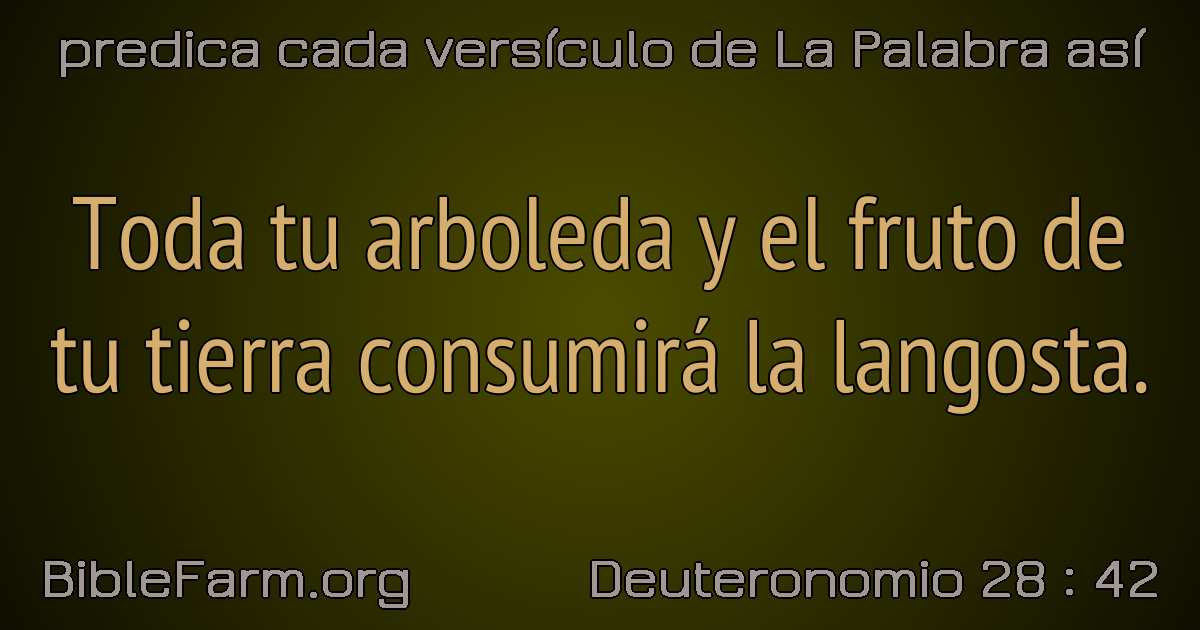 predica cada versículo de La Palabra así
Toda tu arboleda y el fruto de
tu tierra consumirá la langosta.
BibleFarm.org
Deuteronomio 28 : 42